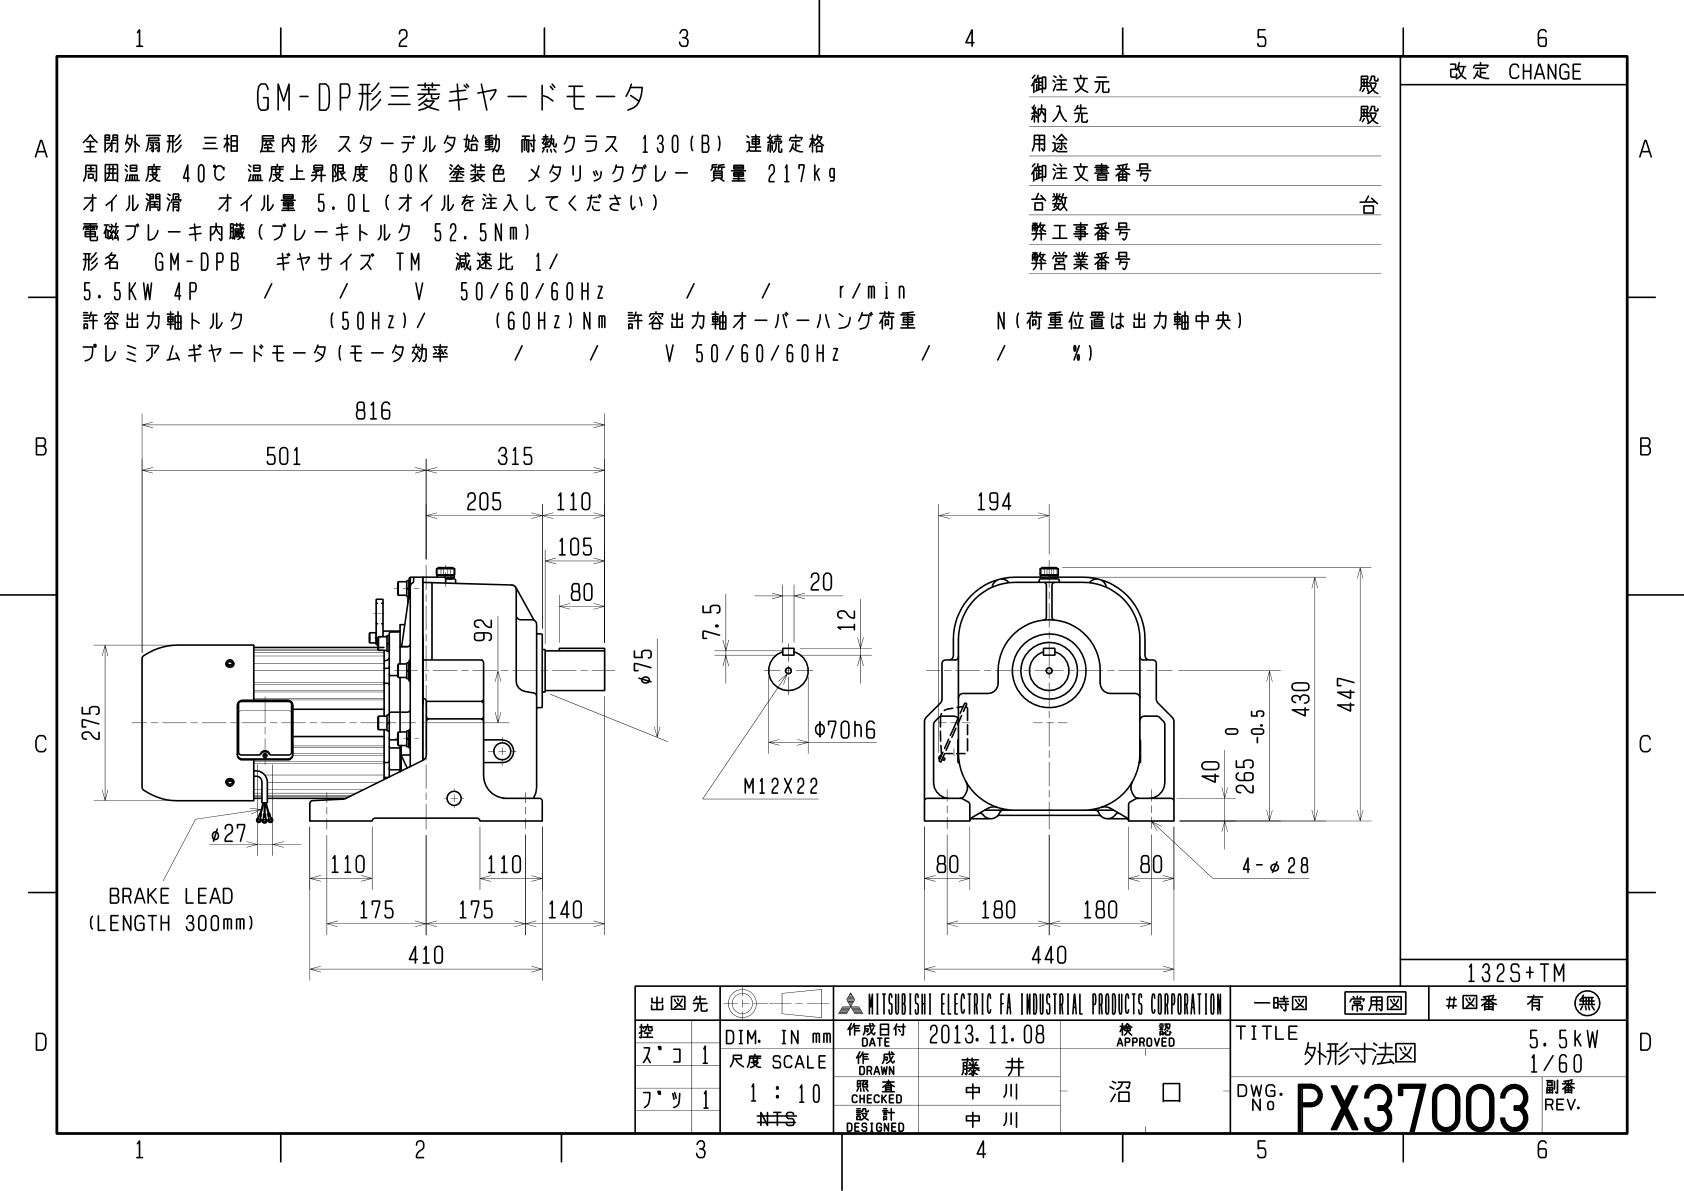 1 2 3 4 5 6
改定 CHANGE
GM-DP形三菱ギヤードモータ
全閉外扇形 三相 屋内形 スターデルタ始動 耐熱クラス 130(B) 連続定格
周囲温度 40℃ 温度上昇限度 80K 塗装色 メタリックグレー 質量 217kg
オイル潤滑 オイル量 5.0L(オイルを注入してください)
電磁ブレーキ内臓(ブレーキトルク 52.5Nm)
形名 GM-DPB ギヤサイズ TM 減速比 1/
5.5KW 4P / / V 50/60/60Hz / / r/min
許容出力軸トルク (50Hz)/ (60Hz)Nm 許容出力軸オーバーハング荷重 N(荷重位置は出力軸中央)
プレミアムギヤードモータ(モータ効率 / / V 50/60/60Hz / / %)
御注文元 殿
納入先 殿
用途
御注文書番号
台数 台
弊工事番号
弊営業番号
A A
B B
C C
D D
816
501 315
205 110
105
80
92
275
φ75
φ27
BRAKE LEAD
(LENGTH 300mm)
110 110
175 175 140
410
20
7.5
12
φ70h6
M12X22
194
447
430
265 0 -0.5
40
80 80
4-φ28
180 180
440
132S+TM
出図先
控
ズコ 1
ブツ 1
DIM. IN mm
尺度 SCALE
1 : 10
NTS
MITSUBISHI ELECTRIC FA INDUSTRIAL PRODUCTS CORPORATION
作成日付 DATE 2013.11.08
作成 DRAWN 藤井
照査 CHECKED 中川
設計 DESIGNED 中川
検認 APPROVED
沼口
一時図 常用図 #図番 有 無
TITLE
外形寸法図
5.5kW
1/60
DWG. No PX37003
副番 REV.
1 2 3 4 5 6